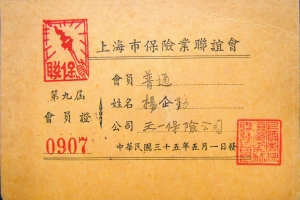 聯保
上海市保險業聯誼會
第九屆
會員證
0907
會員 普通
姓名 楊企勤
公司 天一保險公司
中華民國三十五年五月一日發